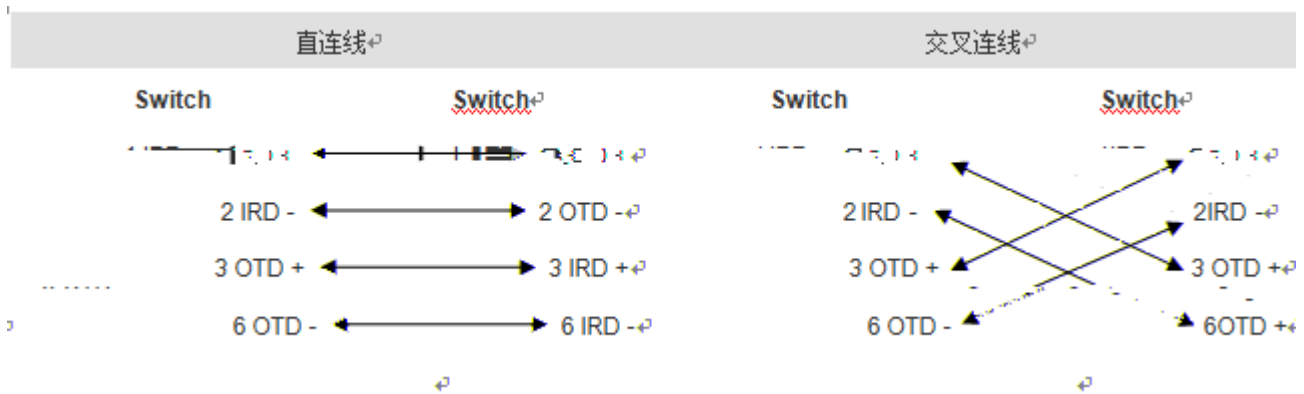 直连线 交叉连线
Switch Switch Switch Switch
2 IRD - 2 OTD - 2 IRD - 2IRD -
3 OTD + 3 IRD + 3 OTD + 3 OTD +
6 OTD - 6 IRD - 6 OTD - 6OTD +